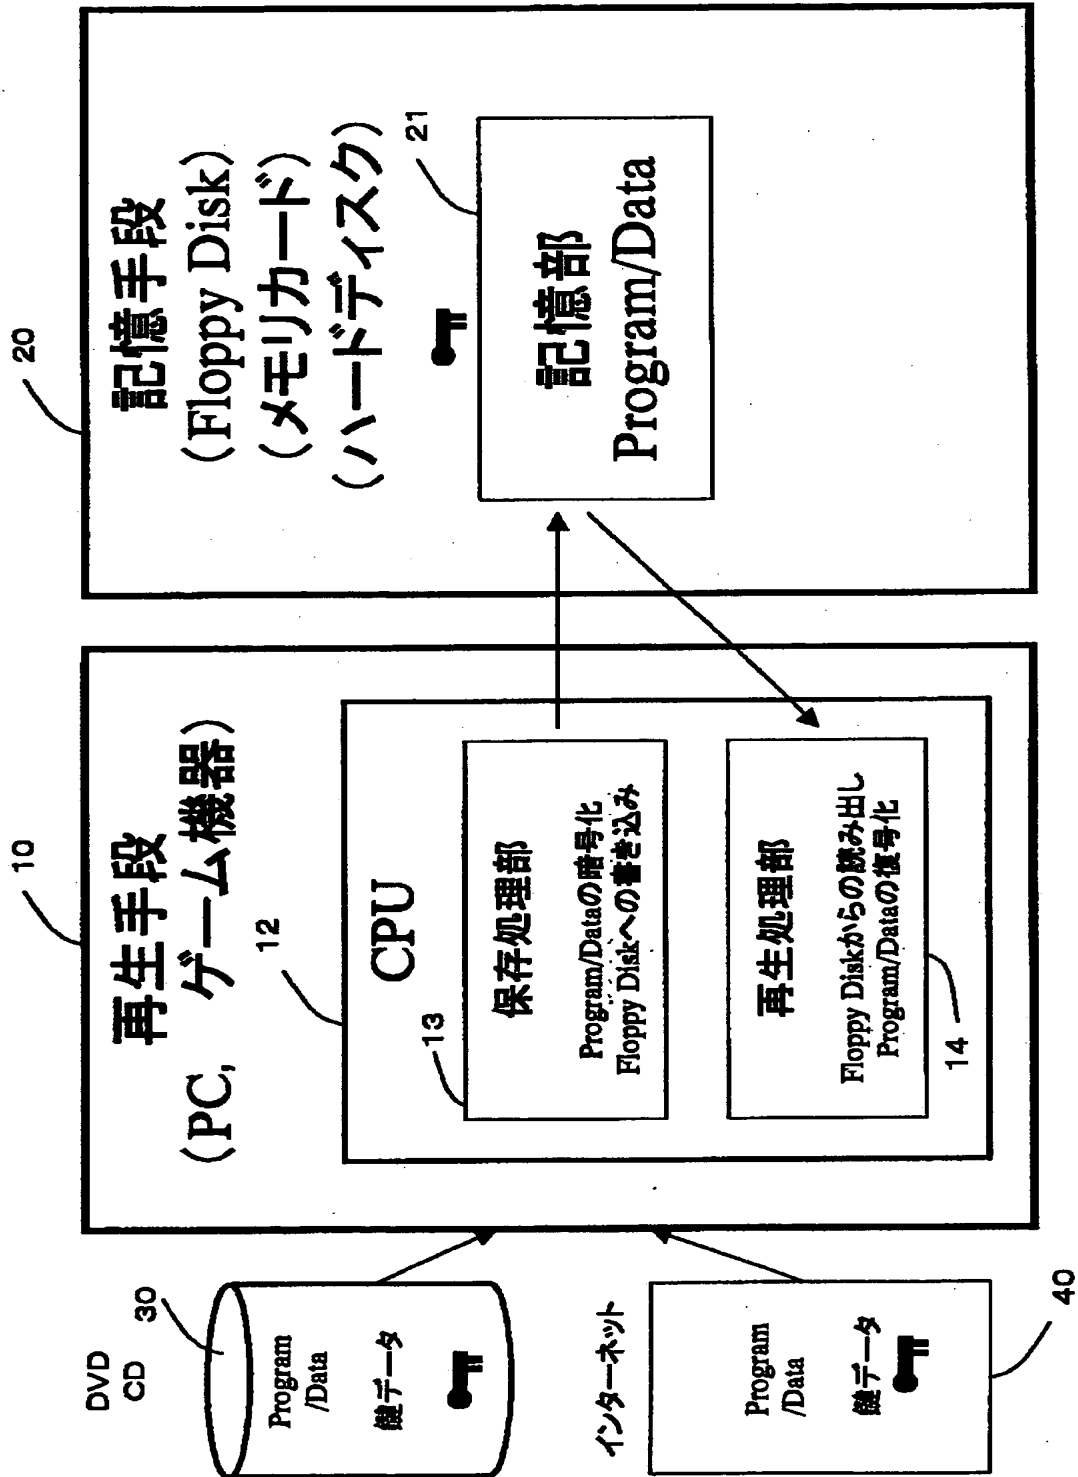 DVD
CD
30
Program
/Data
鍵データ
インターネット
Program
/Data
鍵データ
40
10
再生手段
(PC, ゲーム機器)
12
CPU
13
保存処理部
Program/Dataの暗号化
Floppy Diskへの書き込み
再生処理部
Floppy Diskからの読み出し
Program/Dataの復号化
14
20
記憶手段
(Floppy Disk)
(メモリカード)
(ハードディスク)
21
記憶部
Program/Data